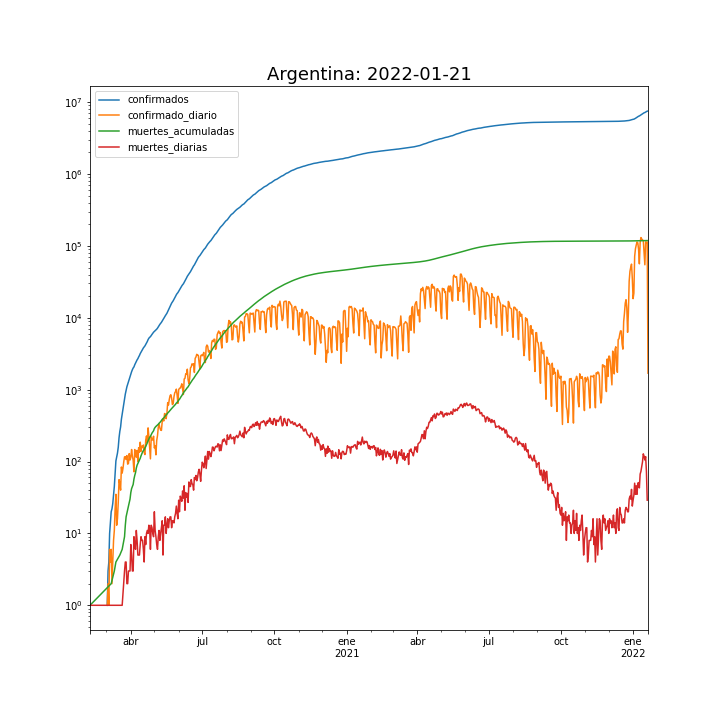 Argentina: 2022-01-21
confirmados
confirmado_diario
muertes_acumuladas
muertes_diarias
10^7
10^6
10^5
10^4
10^3
10^2
10^1
10^0
abr jul oct ene abr jul oct ene
2021 2022